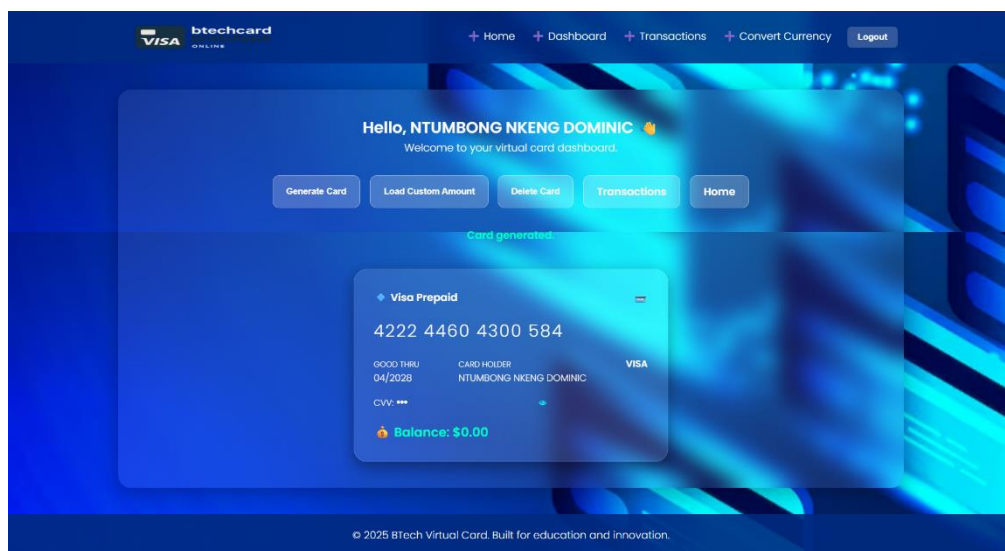 VISA
btechcard
ONLINE
Home Dashboard Transactions Convert Currency Logout
Hello, NTUMBONG NKENG DOMINIC 👋
Welcome to your virtual card dashboard.
Generate Card Load Custom Amount Delete Card Transactions Home
Card generated.
Visa Prepaid
4222 4460 4300 584
GOOD THRU CARD HOLDER VISA
04/2028 NTUMBONG NKENG DOMINIC
CVV: •••
Balance: $0.00
© 2025 BTech Virtual Card. Built for education and innovation.